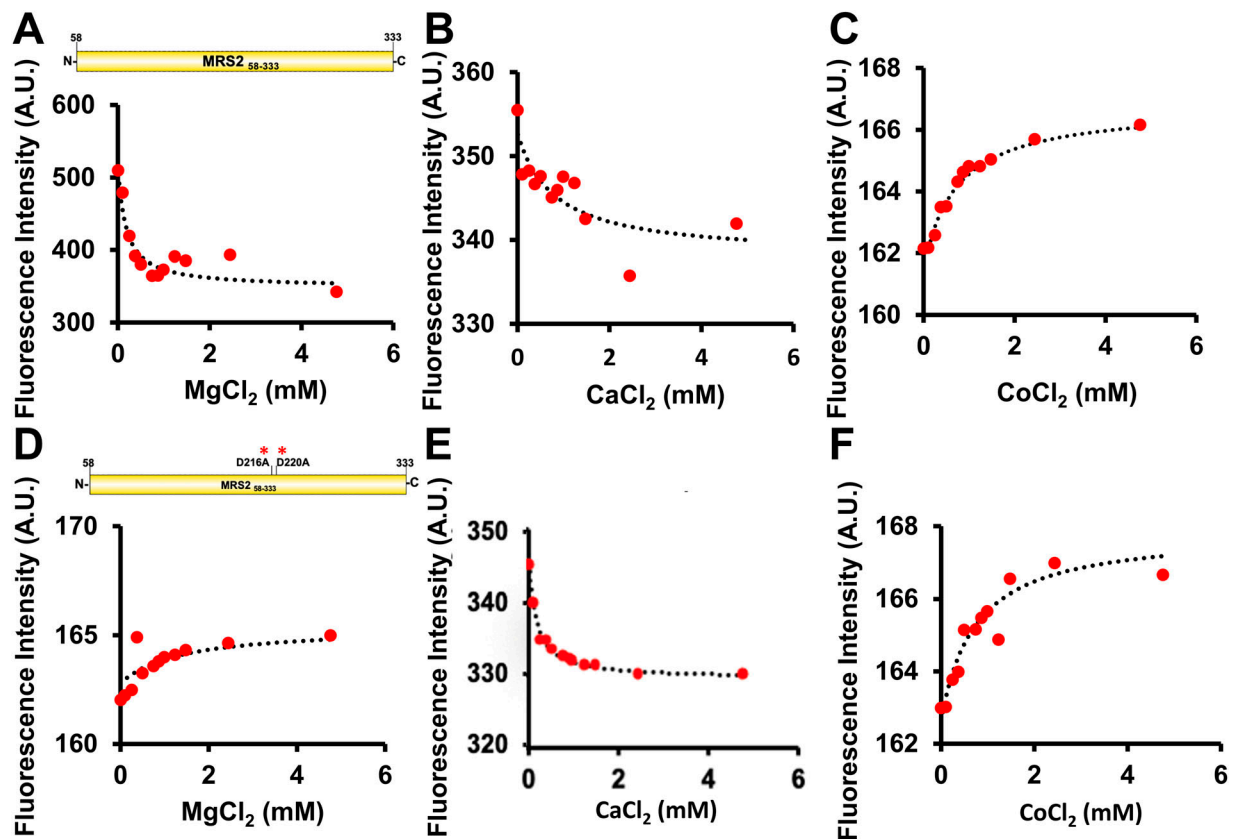 A
58
333
N-
MRS2 58-333
-C
Fluorescence Intensity (A.U.)
600
500
400
300
0
2
4
6
MgCl2 (mM)
B
Fluorescence Intensity (A.U.)
360
350
340
330
0
2
4
6
CaCl2 (mM)
C
Fluorescence Intensity (A.U.)
168
166
164
162
160
0
2
4
6
CoCl2 (mM)
D
* *
58
D216A
D220A
333
N-
MRS2 58-333
-C
Fluorescence Intensity (A.U.)
170
165
160
0
2
4
6
MgCl2 (mM)
E
Fluorescence Intensity (A.U.)
350
340
330
320
0
2
4
6
CaCl2 (mM)
F
Fluorescence Intensity (A.U.)
168
166
164
162
0
2
4
6
CoCl2 (mM)